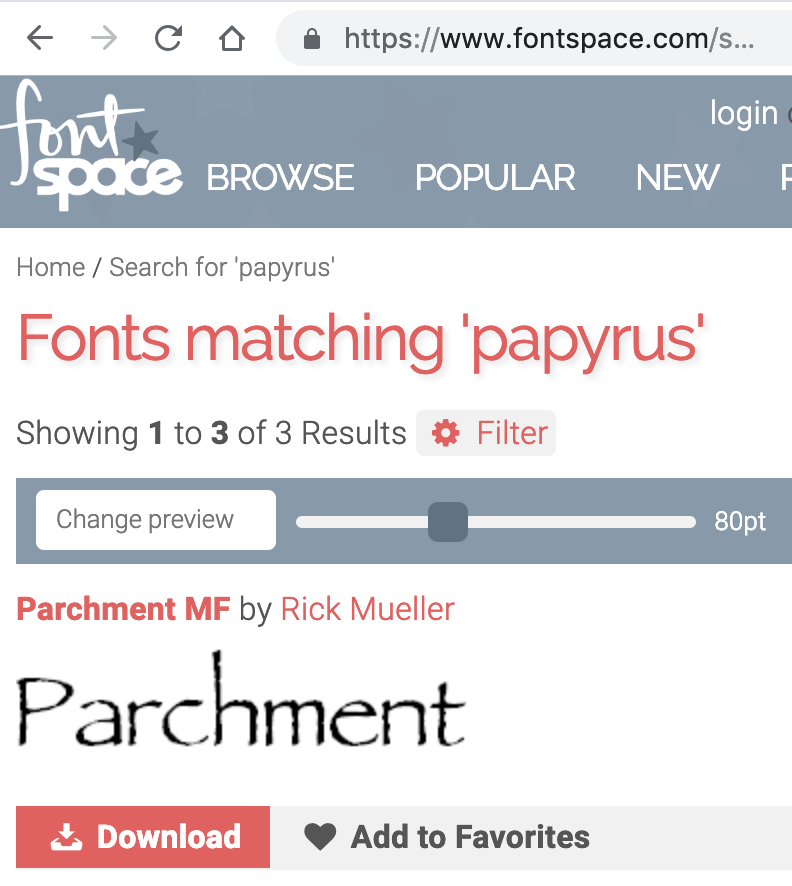 https://www.fontspace.com/s...
login
font space
BROWSE POPULAR NEW
Home / Search for 'papyrus'
Fonts matching 'papyrus'
Showing 1 to 3 of 3 Results Filter
Change preview 80pt
Parchment MF by Rick Mueller
Parchment
Download Add to Favorites